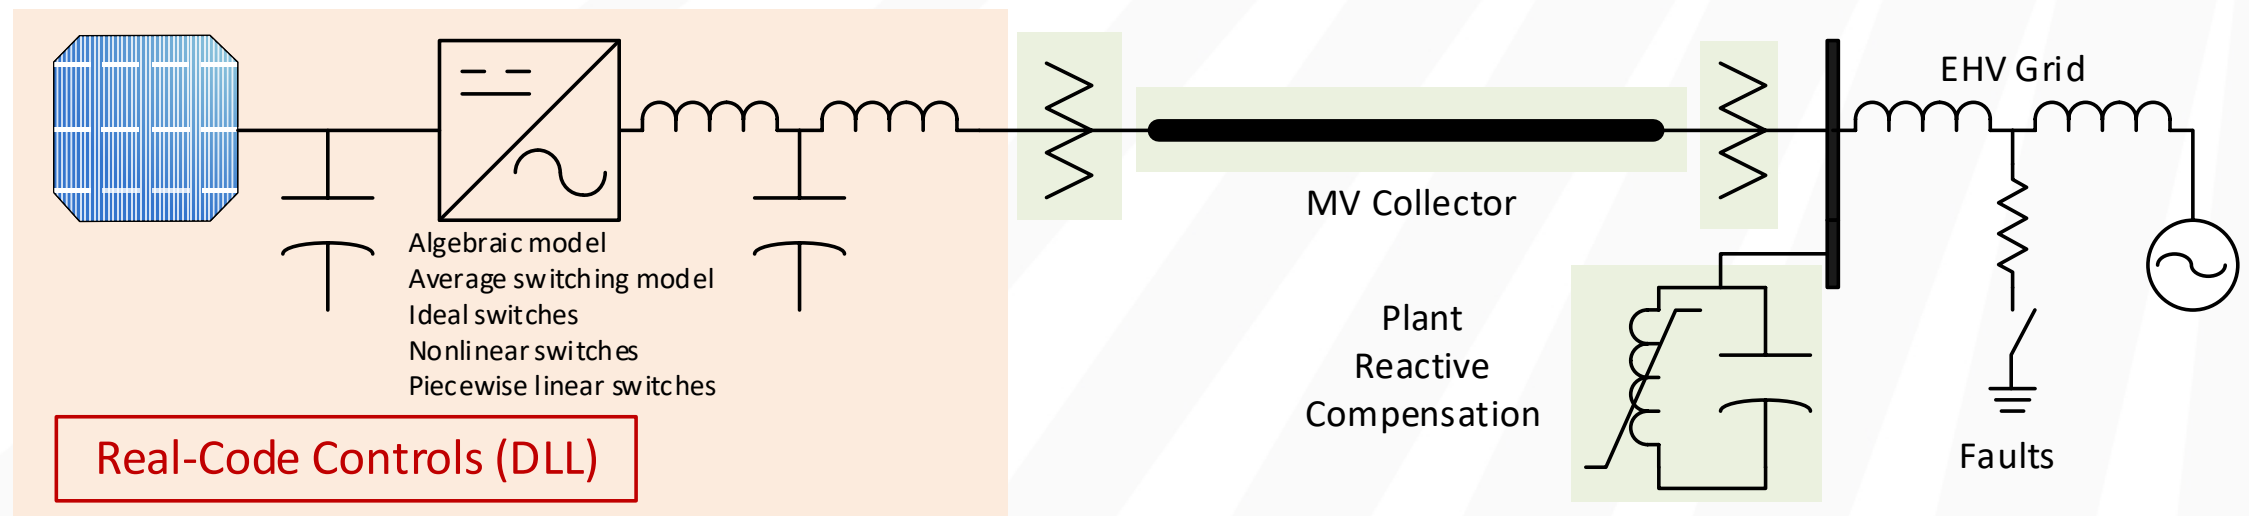 EHV Grid
MV Collector
Algebraic model
Average switching model
Ideal switches
Nonlinear switches
Piecewise linear switches
Plant
Reactive
Compensation
Real-Code Controls (DLL)
Faults